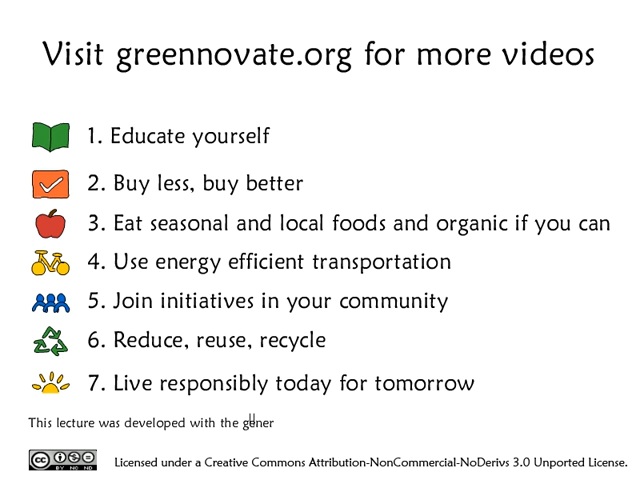 Visit greennovate.org for more videos
1. Educate yourself
2. Buy less, buy better
3. Eat seasonal and local foods and organic if you can
4. Use energy efficient transportation
5. Join initiatives in your community
6. Reduce, reuse, recycle
7. Live responsibly today for tomorrow
This lecture was developed with the gener
cc
BY NC ND
Licensed under a Creative Commons Attribution-NonCommercial-NoDerivs 3.0 Unported License.